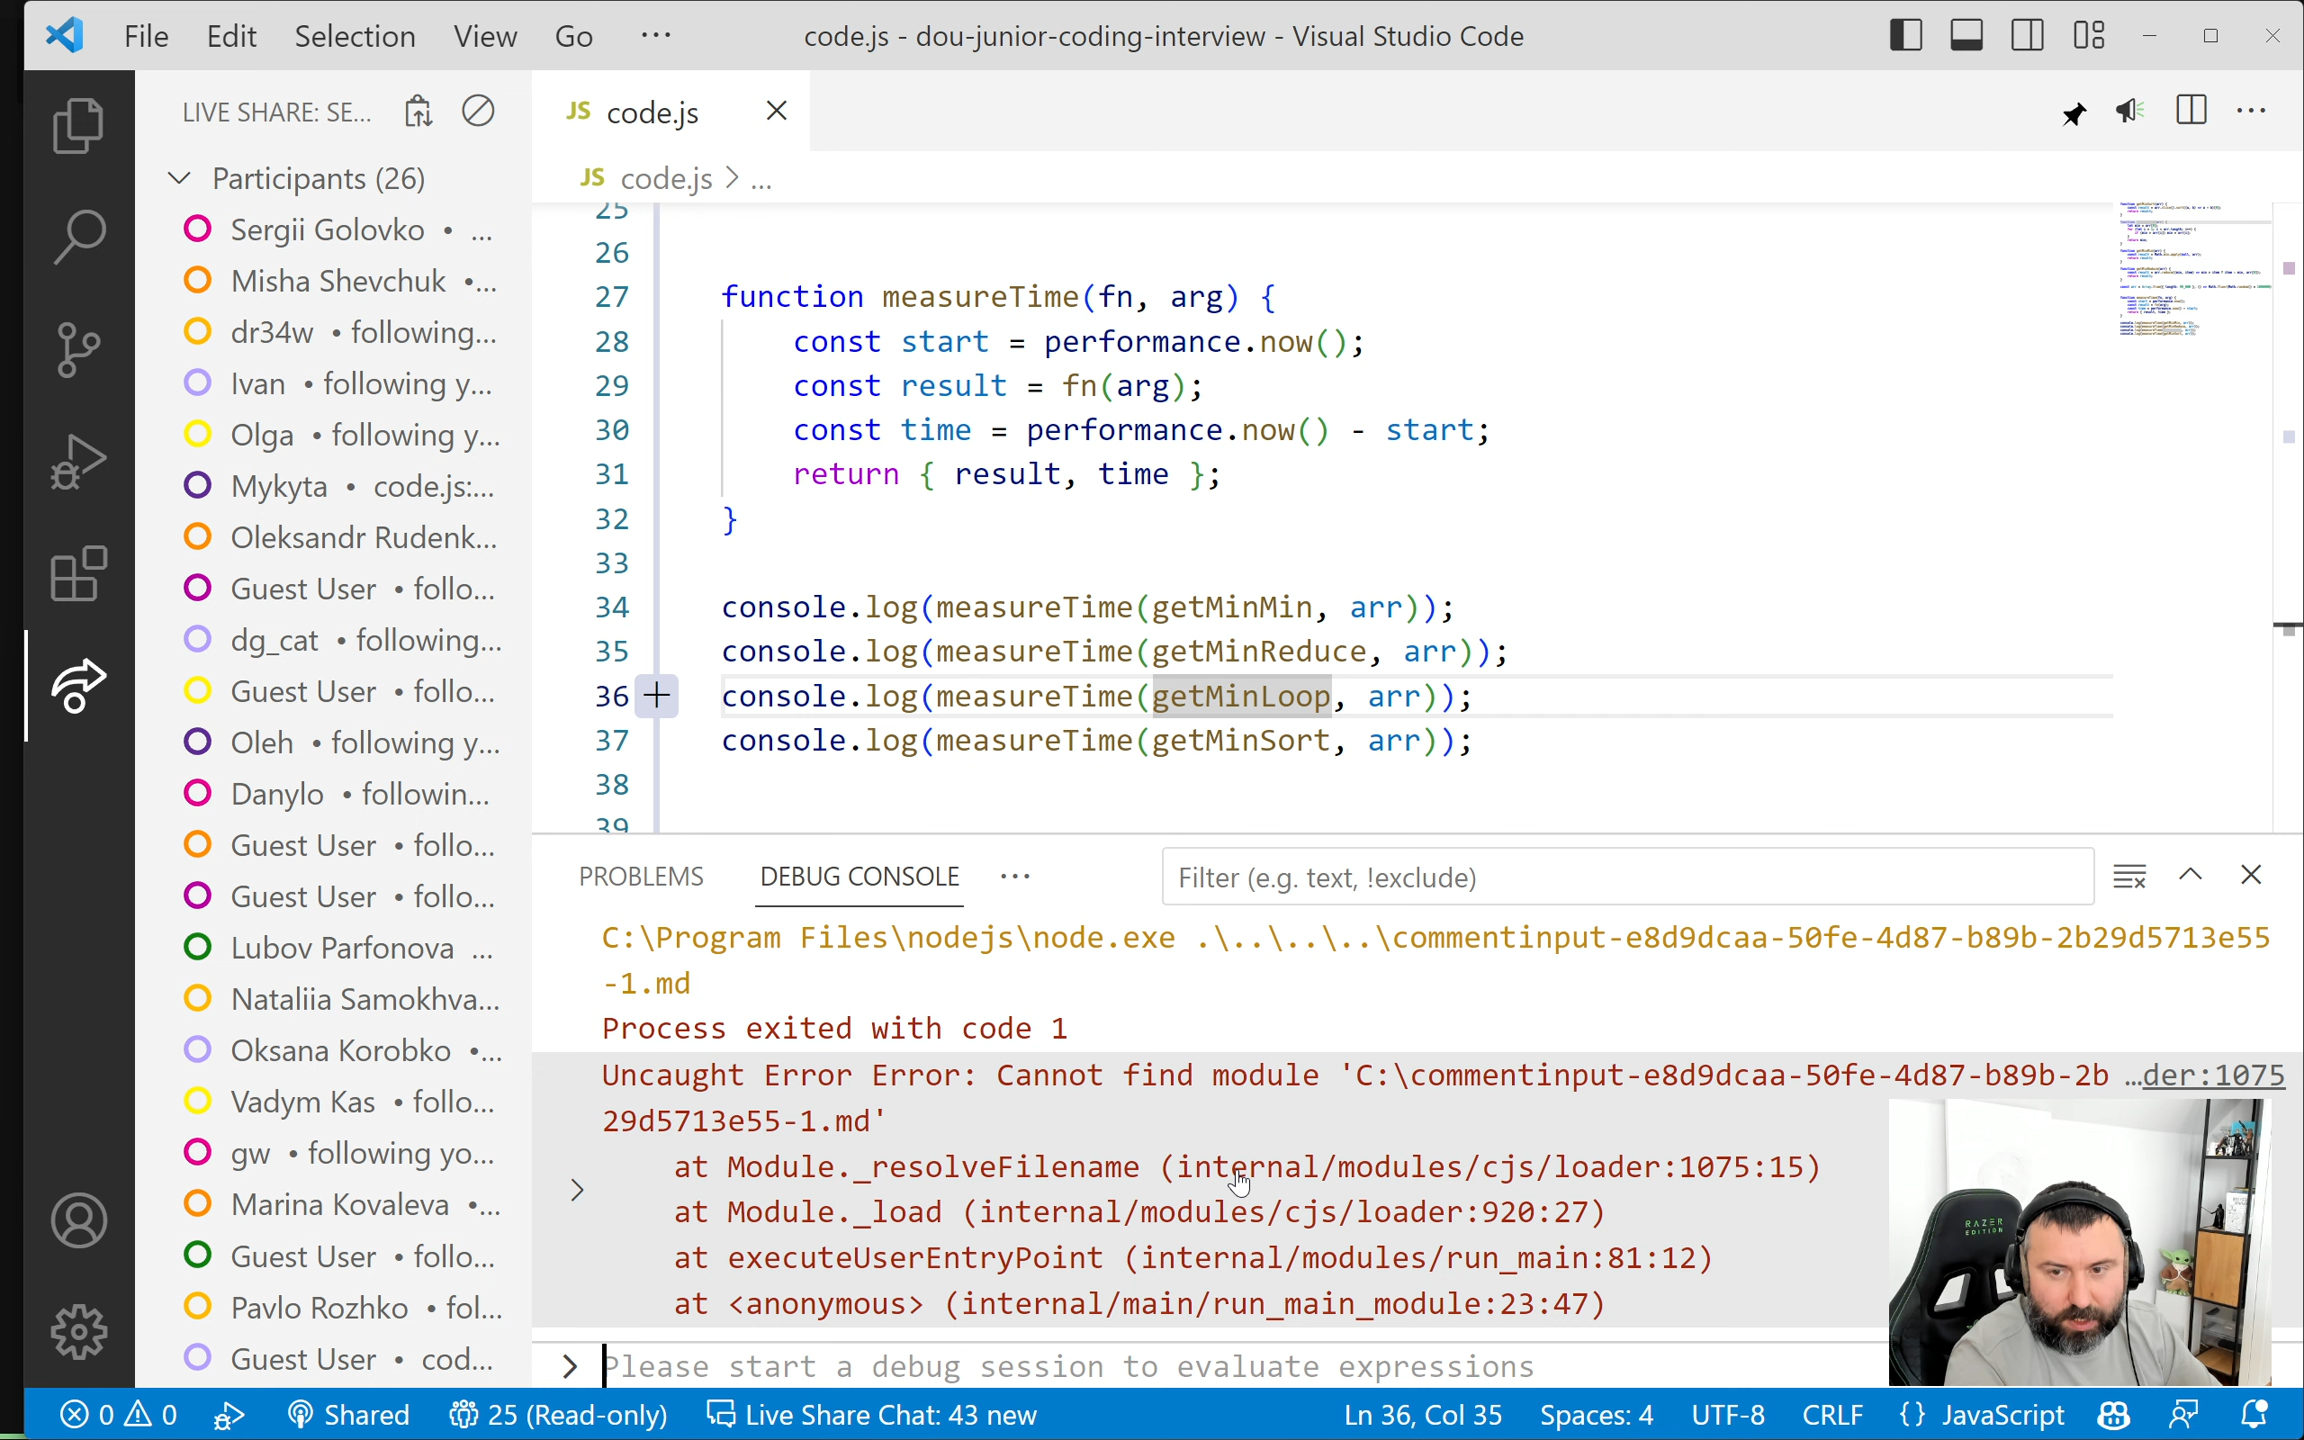 File Edit Selection View Go ··· code.js - dou-junior-coding-interview - Visual Studio Code
LIVE SHARE: SE...
Participants (26)
Sergii Golovko • ...
Misha Shevchuk •...
dr34w • following...
Ivan • following y...
Olga • following y...
Mykyta • code.js:...
Oleksandr Rudenk...
Guest User • follo...
dg_cat • following...
Guest User • follo...
Oleh • following y...
Danylo • followin...
Guest User • follo...
Guest User • follo...
Lubov Parfonova ...
Nataliia Samokhva...
Oksana Korobko •...
Vadym Kas • follo...
gw • following yo...
Marina Kovaleva •...
Guest User • follo...
Pavlo Rozhko • fol...
Guest User • cod...
JS code.js
JS code.js > ...
25
26
27 function measureTime(fn, arg) {
28 const start = performance.now();
29 const result = fn(arg);
30 const time = performance.now() - start;
31 return { result, time };
32 }
33
34 console.log(measureTime(getMinMin, arr));
35 console.log(measureTime(getMinReduce, arr));
36 console.log(measureTime(getMinLoop, arr));
37 console.log(measureTime(getMinSort, arr));
38
39
PROBLEMS DEBUG CONSOLE ··· Filter (e.g. text, !exclude)
C:\Program Files\nodejs\node.exe .\..\..\..\commentinput-e8d9dcaa-50fe-4d87-b89b-2b29d5713e55
-1.md
Process exited with code 1
Uncaught Error Error: Cannot find module 'C:\commentinput-e8d9dcaa-50fe-4d87-b89b-2b …der:1075
29d5713e55-1.md'
at Module._resolveFilename (internal/modules/cjs/loader:1075:15)
at Module._load (internal/modules/cjs/loader:920:27)
at executeUserEntryPoint (internal/modules/run_main:81:12)
at <anonymous> (internal/main/run_main_module:23:47)
> Please start a debug session to evaluate expressions
RAZER
EDITION
0 0 Shared 25 (Read-only) Live Share Chat: 43 new Ln 36, Col 35 Spaces: 4 UTF-8 CRLF {} JavaScript